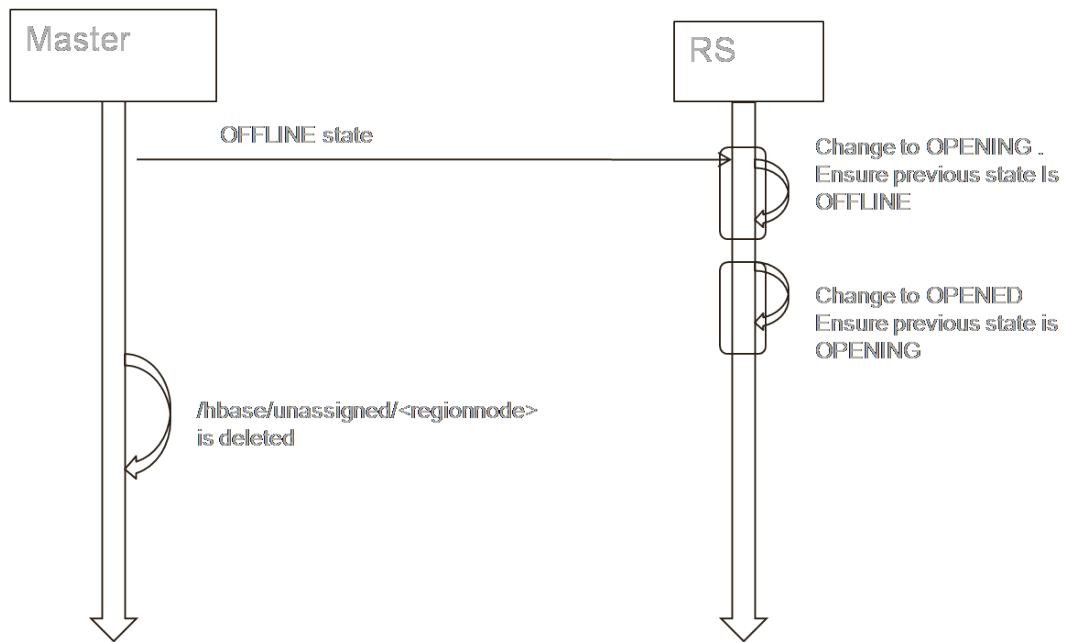 Master
RS
OFFLINE state
Change to OPENING .
Ensure previous state Is
OFFLINE
Change to OPENED
Ensure previous state is
OPENING
/hbase/unassigned/<regionnode>
is deleted